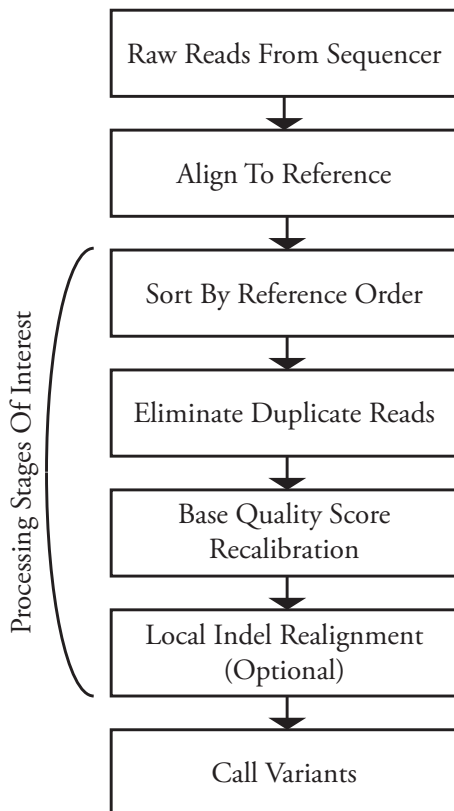 Raw Reads From Sequencer
Align To Reference
Processing Stages Of Interest
Sort By Reference Order
Eliminate Duplicate Reads
Base Quality Score
Recalibration
Local Indel Realignment
(Optional)
Call Variants